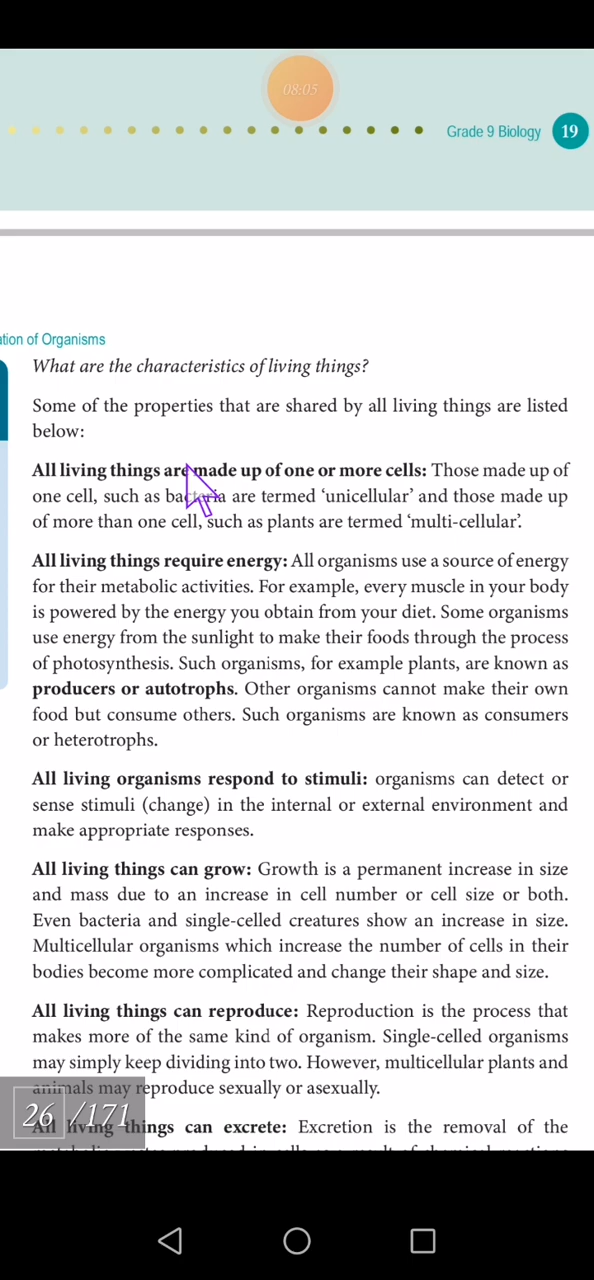 08:05
Grade 9 Biology 19
ation of Organisms
What are the characteristics of living things?
Some of the properties that are shared by all living things are listed
below:
All living things are made up of one or more cells: Those made up of
one cell, such as bacteria are termed ‘unicellular’ and those made up
of more than one cell, such as plants are termed ‘multi-cellular’.
All living things require energy: All organisms use a source of energy
for their metabolic activities. For example, every muscle in your body
is powered by the energy you obtain from your diet. Some organisms
use energy from the sunlight to make their foods through the process
of photosynthesis. Such organisms, for example plants, are known as
producers or autotrophs. Other organisms cannot make their own
food but consume others. Such organisms are known as consumers
or heterotrophs.
All living organisms respond to stimuli: organisms can detect or
sense stimuli (change) in the internal or external environment and
make appropriate responses.
All living things can grow: Growth is a permanent increase in size
and mass due to an increase in cell number or cell size or both.
Even bacteria and single-celled creatures show an increase in size.
Multicellular organisms which increase the number of cells in their
bodies become more complicated and change their shape and size.
All living things can reproduce: Reproduction is the process that
makes more of the same kind of organism. Single-celled organisms
may simply keep dividing into two. However, multicellular plants and
animals may reproduce sexually or asexually.
26 /171
All living things can excrete: Excretion is the removal of the